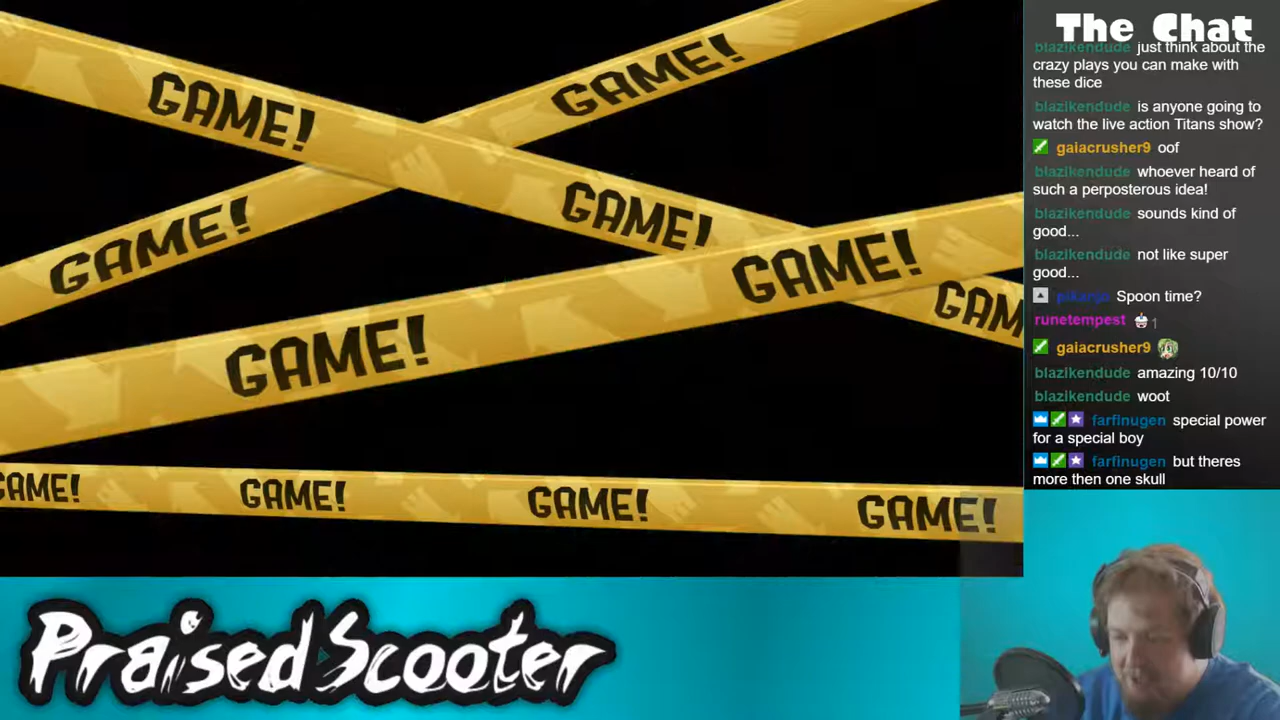 GAME!
GAME!
GAME!
GAME!
GAME!
GAM
GAME!
GAME!
GAME!
GAME!
GAME!
The Chat
blazikendude just think about the
crazy plays you can make with
these dice
blazikendude is anyone going to
watch the live action Titans show?
gaiacrusher9 oof
blazikendude whoever heard of
such a perposterous idea!
blazikendude sounds kind of
good...
blazikendude not like super
good...
Spoon time?
runetempest 1
gaiacrusher9
blazikendude amazing 10/10
blazikendude woot
farfinugen special power
for a special boy
farfinugen but theres
more then one skull
PraisedScooter